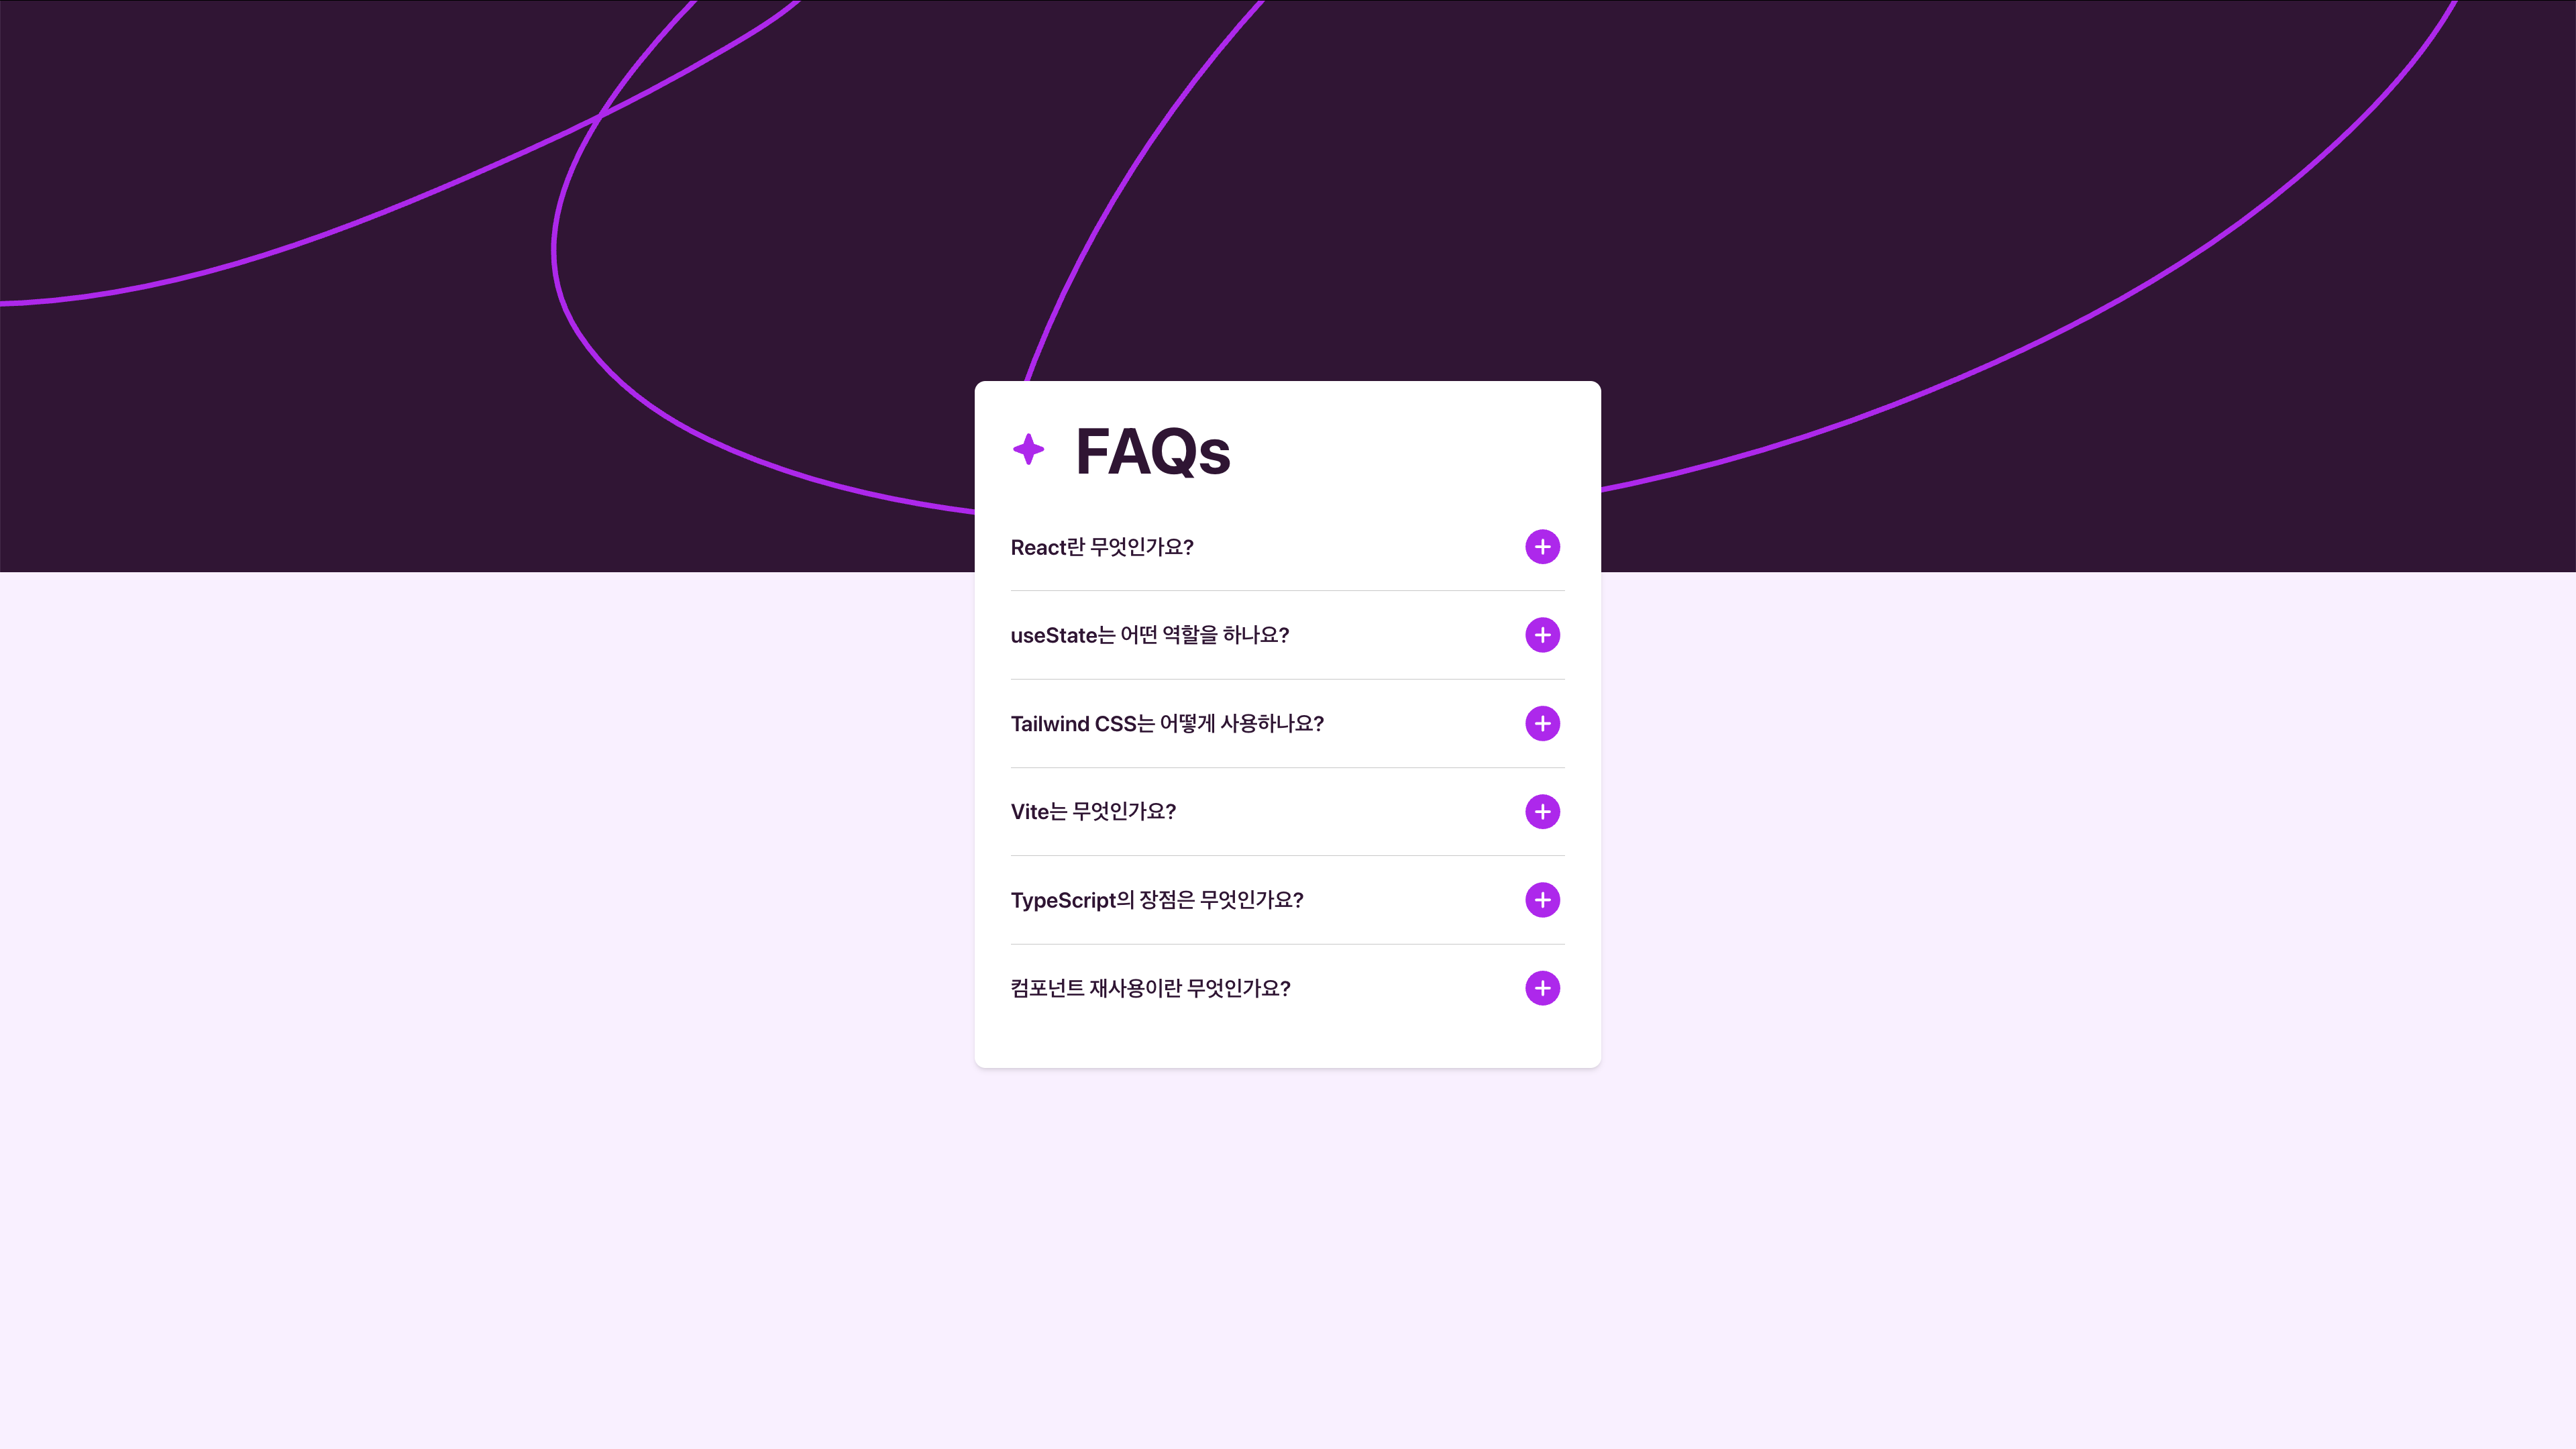 FAQs
React란 무엇인가요?
useState는 어떤 역할을 하나요?
Tailwind CSS는 어떻게 사용하나요?
Vite는 무엇인가요?
TypeScript의 장점은 무엇인가요?
컴포넌트 재사용이란 무엇인가요?